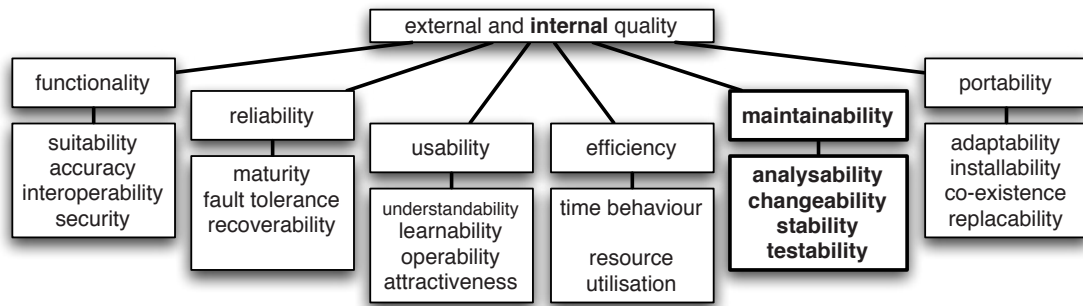 external and internal quality
functionality
suitability
accuracy
interoperability
security
reliability
maturity
fault tolerance
recoverability
usability
understandability
learnability
operability
attractiveness
efficiency
time behaviour
resource
utilisation
maintainability
analysability
changeability
stability
testability
portability
adaptability
installability
co-existence
replacability